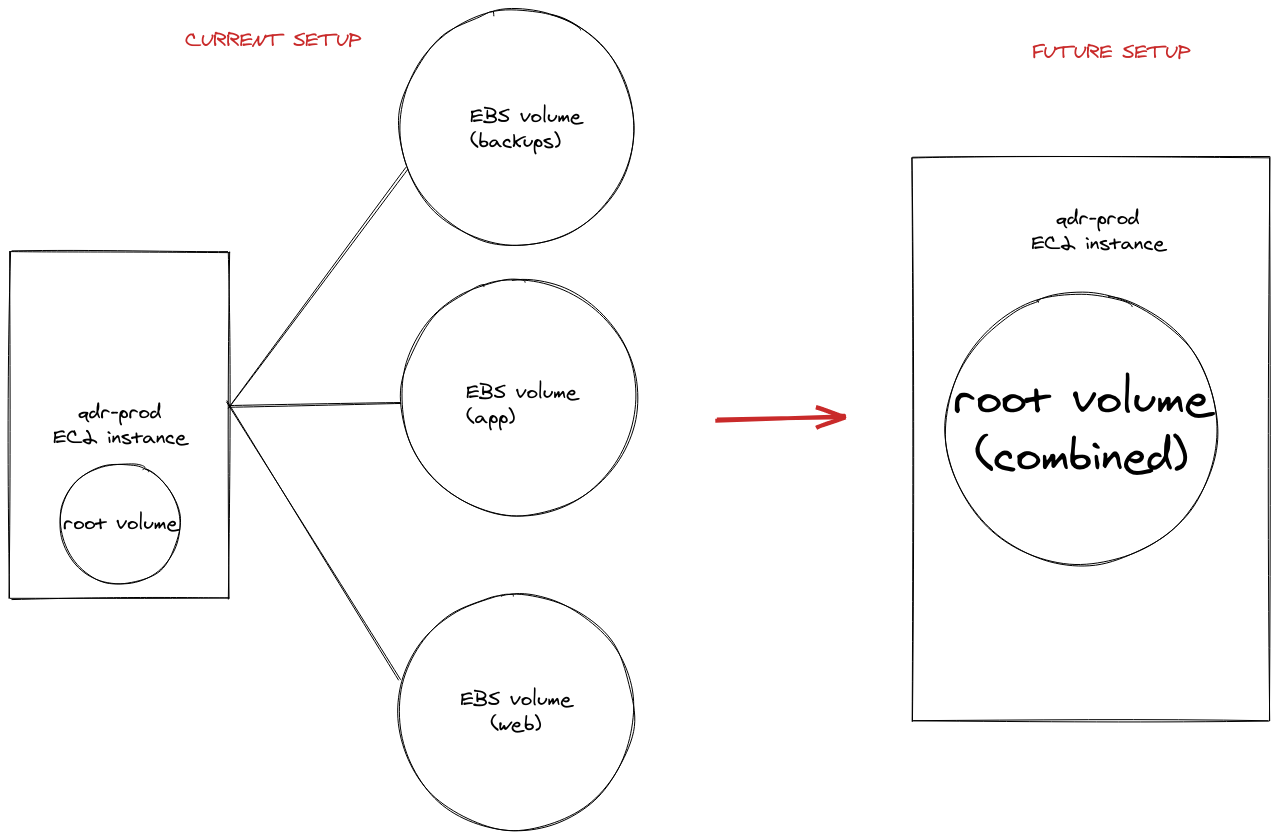 CURRENT SETUP
EBS volume
(backups)
EBS volume
(app)
qdr-prod
EC2 instance
root volume
EBS volume
(web)
FUTURE SETUP
qdr-prod
EC2 instance
root volume
(combined)